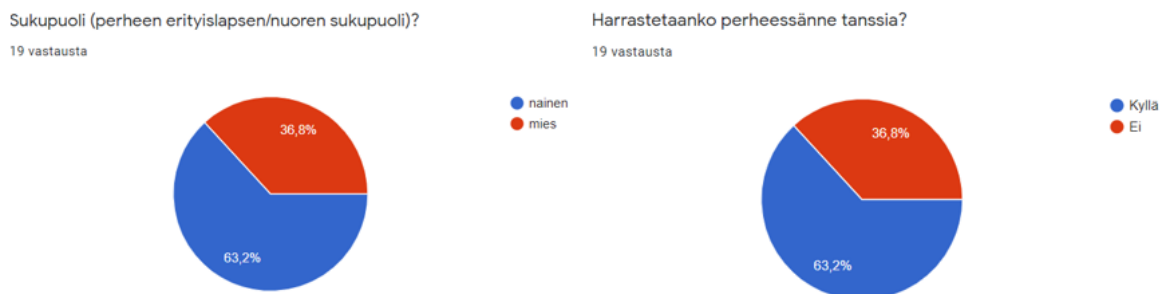 Sukupuoli (perheen erityislapsen/nuoren sukupuoli)?
19 vastausta
nainen
mies
36,8%
63,2%
Harrastetaanko perheessänne tanssia?
19 vastausta
Kyllä
Ei
36,8%
63,2%